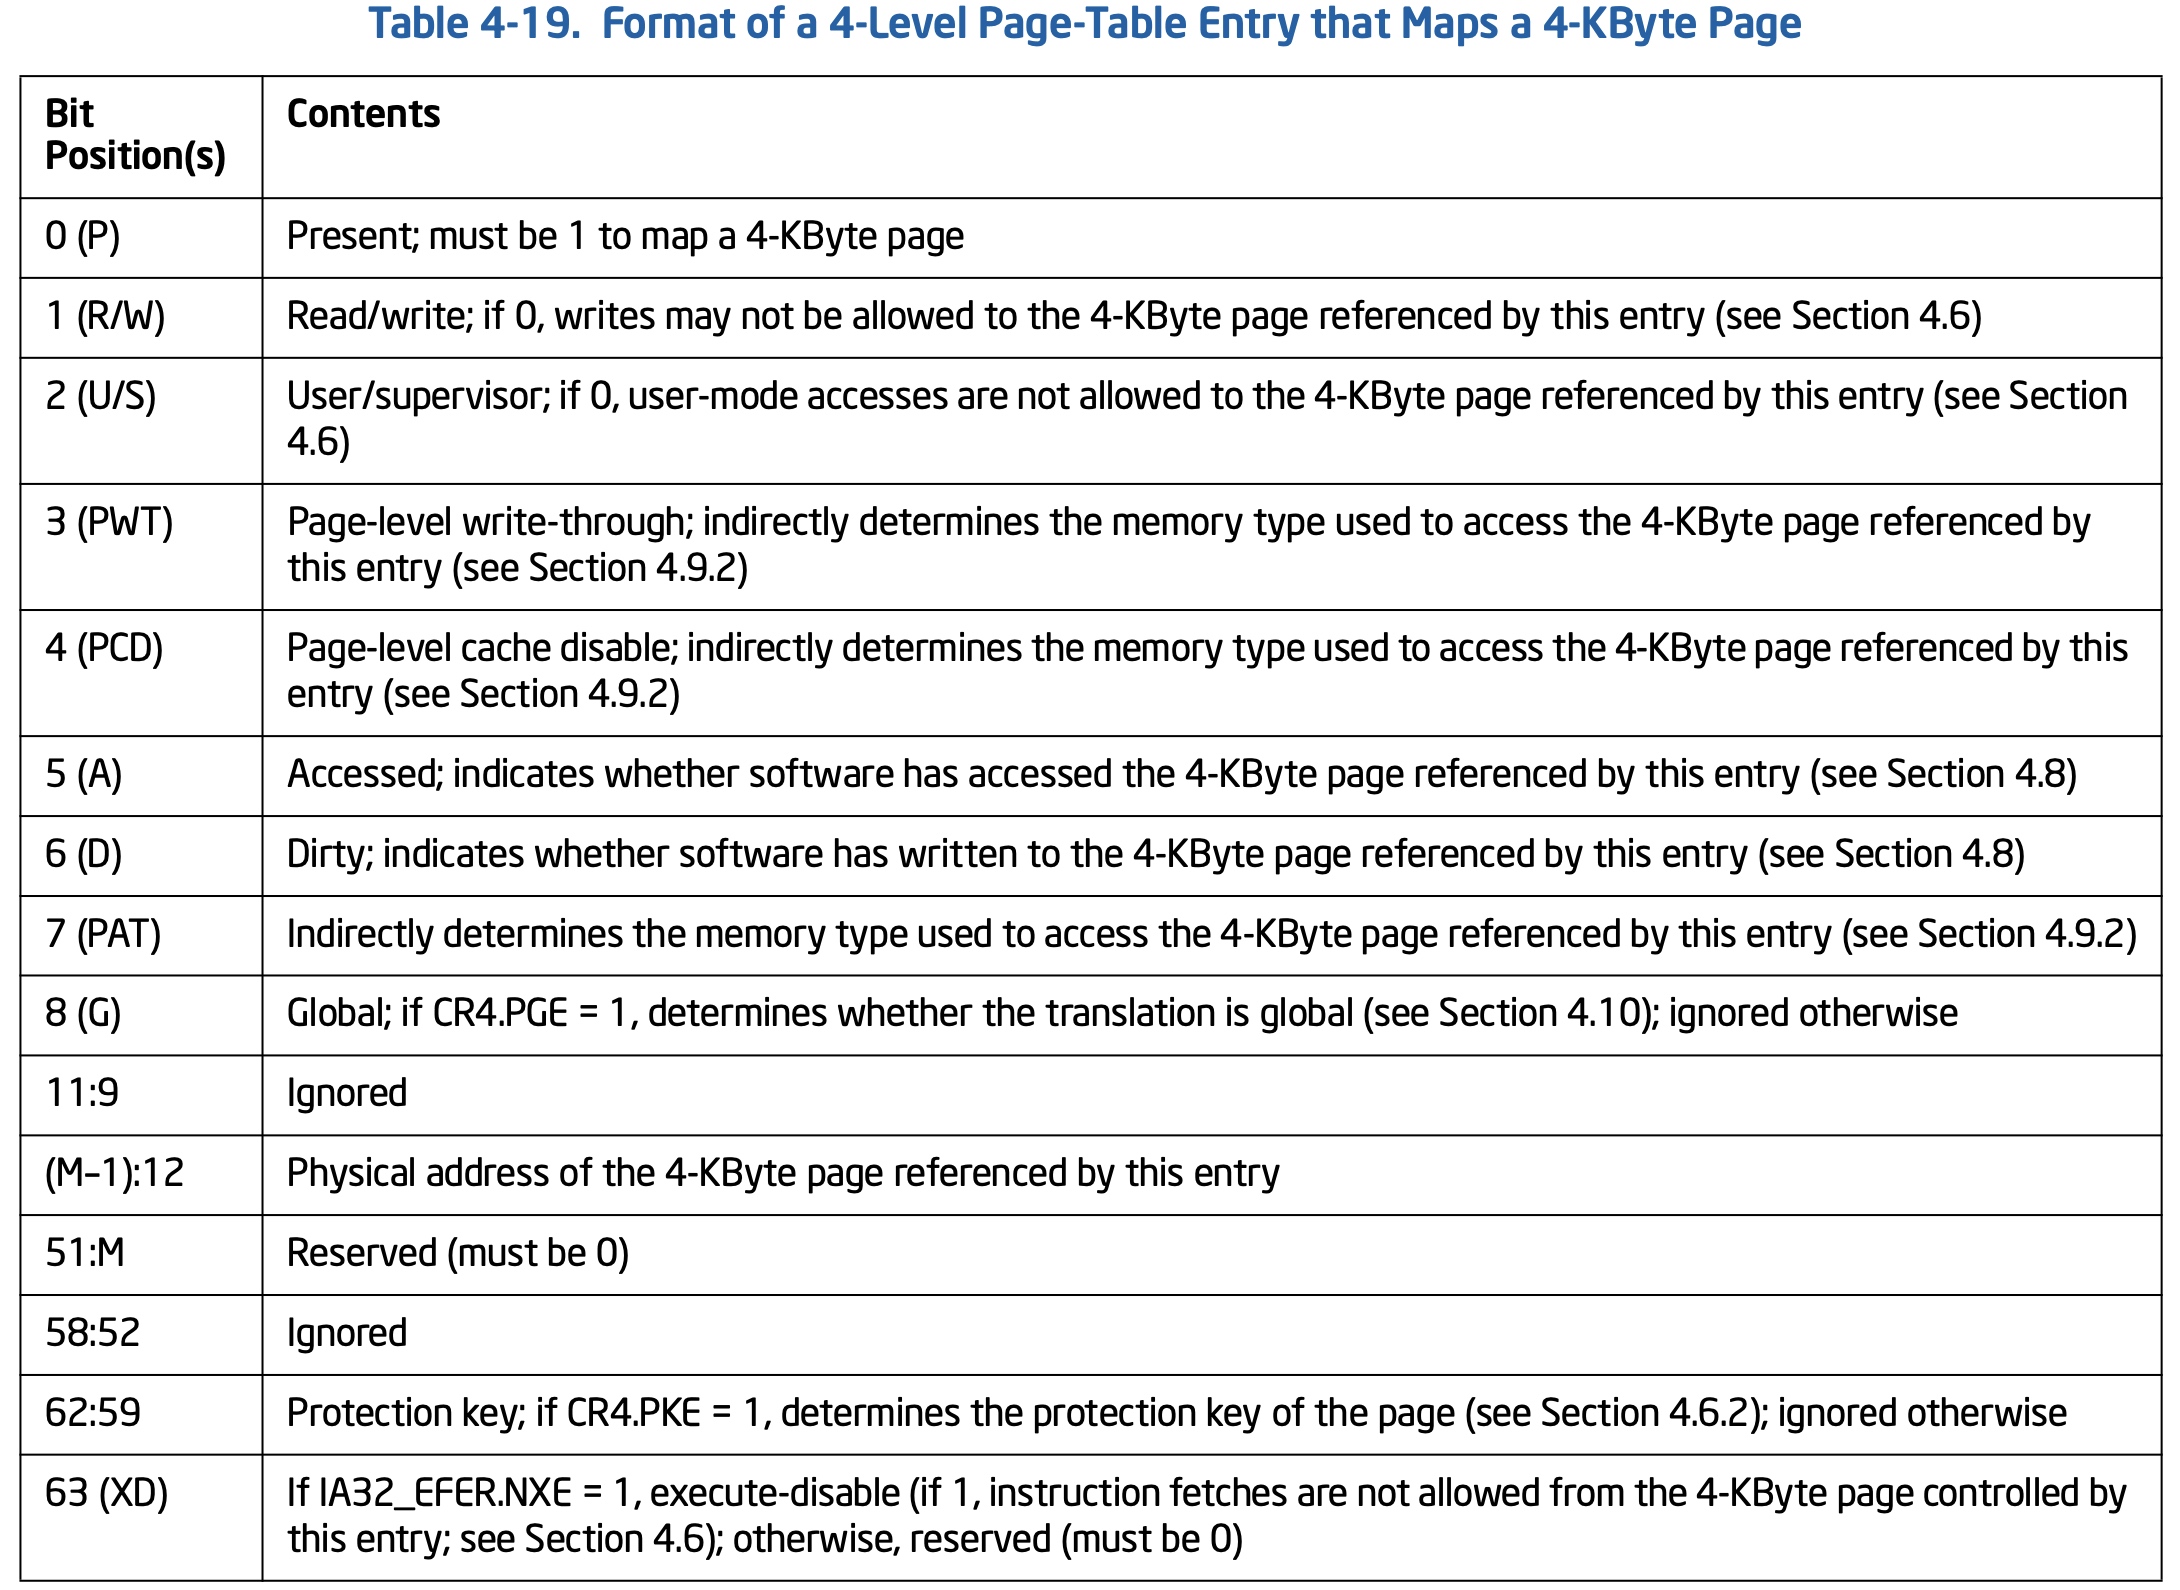 Table 4-19. Format of a 4-Level Page-Table Entry that Maps a 4-KByte Page
Bit
Position(s)
Contents
0 (P)
Present; must be 1 to map a 4-KByte page
1 (R/W)
Read/write; if 0, writes may not be allowed to the 4-KByte page referenced by this entry (see Section 4.6)
2 (U/S)
User/supervisor; if 0, user-mode accesses are not allowed to the 4-KByte page referenced by this entry (see Section
4.6)
3 (PWT)
Page-level write-through; indirectly determines the memory type used to access the 4-KByte page referenced by
this entry (see Section 4.9.2)
4 (PCD)
Page-level cache disable; indirectly determines the memory type used to access the 4-KByte page referenced by this
entry (see Section 4.9.2)
5 (A)
Accessed; indicates whether software has accessed the 4-KByte page referenced by this entry (see Section 4.8)
6 (D)
Dirty; indicates whether software has written to the 4-KByte page referenced by this entry (see Section 4.8)
7 (PAT)
Indirectly determines the memory type used to access the 4-KByte page referenced by this entry (see Section 4.9.2)
8 (G)
Global; if CR4.PGE = 1, determines whether the translation is global (see Section 4.10); ignored otherwise
11:9
Ignored
(M–1):12
Physical address of the 4-KByte page referenced by this entry
51:M
Reserved (must be 0)
58:52
Ignored
62:59
Protection key; if CR4.PKE = 1, determines the protection key of the page (see Section 4.6.2); ignored otherwise
63 (XD)
If IA32_EFER.NXE = 1, execute-disable (if 1, instruction fetches are not allowed from the 4-KByte page controlled by
this entry; see Section 4.6); otherwise, reserved (must be 0)